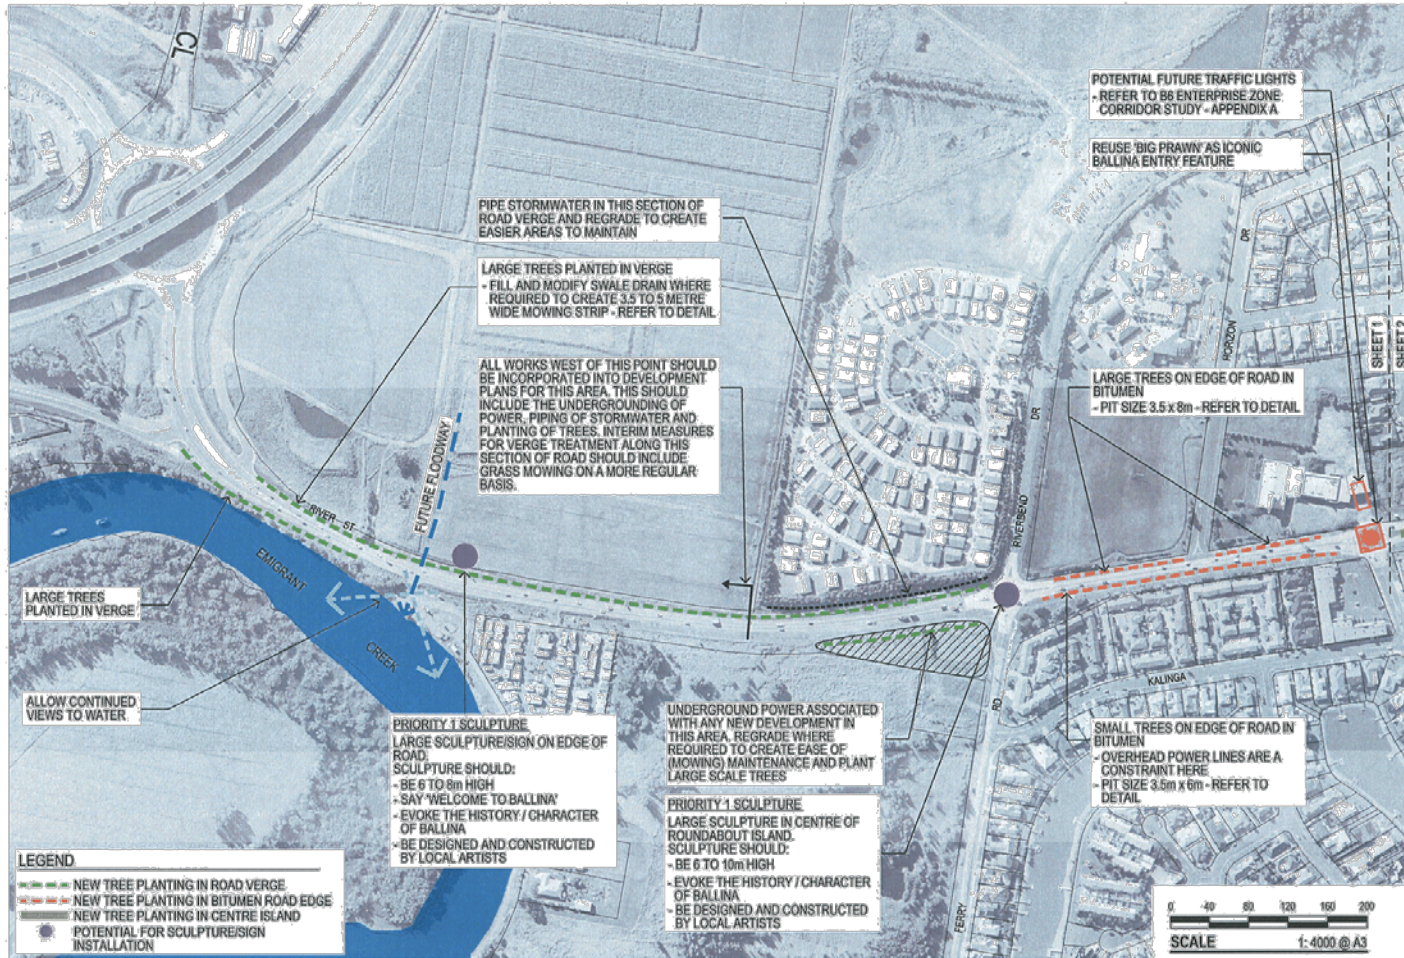 CL
POTENTIAL FUTURE TRAFFIC LIGHTS
- REFER TO B6 ENTERPRISE ZONE
CORRIDOR STUDY - APPENDIX A
REUSE 'BIG PRAWN' AS ICONIC
BALLINA ENTRY FEATURE
PIPE STORMWATER IN THIS SECTION OF
ROAD VERGE AND REGRADE TO CREATE
EASIER AREAS TO MAINTAIN
LARGE TREES PLANTED IN VERGE
- FILL AND MODIFY SWALE DRAIN WHERE
REQUIRED TO CREATE 3.5 TO 5 METRE
WIDE MOWING STRIP - REFER TO DETAIL
ALL WORKS WEST OF THIS POINT SHOULD
BE INCORPORATED INTO DEVELOPMENT
PLANS FOR THIS AREA. THIS SHOULD
INCLUDE THE UNDERGROUNDING OF
POWER, PIPING OF STORMWATER AND
PLANTING OF TREES. INTERIM MEASURES
FOR VERGE TREATMENT ALONG THIS
SECTION OF ROAD SHOULD INCLUDE
GRASS MOWING ON A MORE REGULAR
BASIS.
DR
HORIZON
SHEET 1
SHEET 2
LARGE TREES ON EDGE OF ROAD IN
BITUMEN
- PIT SIZE 3.5 x 8m - REFER TO DETAIL
DR
RIVERBEND
FUTURE FLOODWAY
RIVER ST
EMIGRANT
CREEK
LARGE TREES
PLANTED IN VERGE
ALLOW CONTINUED
VIEWS TO WATER
KALINGA
RD
FERRY
PRIORITY 1 SCULPTURE
LARGE SCULPTURE/SIGN ON EDGE OF
ROAD.
SCULPTURE SHOULD:
- BE 6 TO 8m HIGH
- SAY 'WELCOME TO BALLINA'
- EVOKE THE HISTORY / CHARACTER
OF BALLINA
- BE DESIGNED AND CONSTRUCTED
BY LOCAL ARTISTS
UNDERGROUND POWER ASSOCIATED
WITH ANY NEW DEVELOPMENT IN
THIS AREA. REGRADE WHERE
REQUIRED TO CREATE EASE OF
(MOWING) MAINTENANCE AND PLANT
LARGE SCALE TREES
PRIORITY 1 SCULPTURE
LARGE SCULPTURE IN CENTRE OF
ROUNDABOUT ISLAND.
SCULPTURE SHOULD:
- BE 6 TO 10m HIGH
- EVOKE THE HISTORY / CHARACTER
OF BALLINA
- BE DESIGNED AND CONSTRUCTED
BY LOCAL ARTISTS
SMALL TREES ON EDGE OF ROAD IN
BITUMEN
- OVERHEAD POWER LINES ARE A
CONSTRAINT HERE
- PIT SIZE 3.5m x 6m - REFER TO
DETAIL
LEGEND
NEW TREE PLANTING IN ROAD VERGE
NEW TREE PLANTING IN BITUMEN ROAD EDGE
NEW TREE PLANTING IN CENTRE ISLAND
POTENTIAL FOR SCULPTURE/SIGN
INSTALLATION
0 40 80 120 160 200
SCALE 1: 4000 @ A3